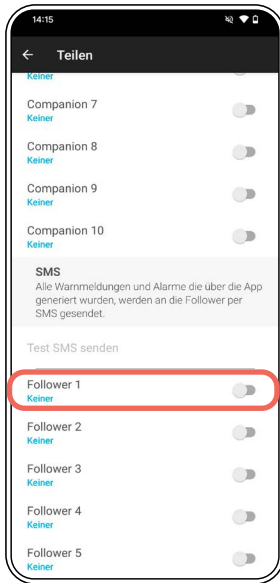 14:15
Teilen
Keiner
Companion 7
Keiner
Companion 8
Keiner
Companion 9
Keiner
Companion 10
Keiner
SMS
Alle Warnmeldungen und Alarme die über die App
generiert wurden, werden an die Follower per
SMS gesendet.
Test SMS senden
Follower 1
Keiner
Follower 2
Keiner
Follower 3
Keiner
Follower 4
Keiner
Follower 5
Keiner